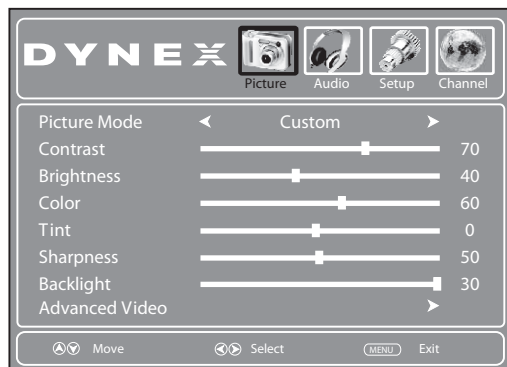 DYNEX
Picture Audio Setup Channel
Picture Mode Custom
Contrast 70
Brightness 40
Color 60
Tint 0
Sharpness 50
Backlight 30
Advanced Video
Move Select MENU Exit